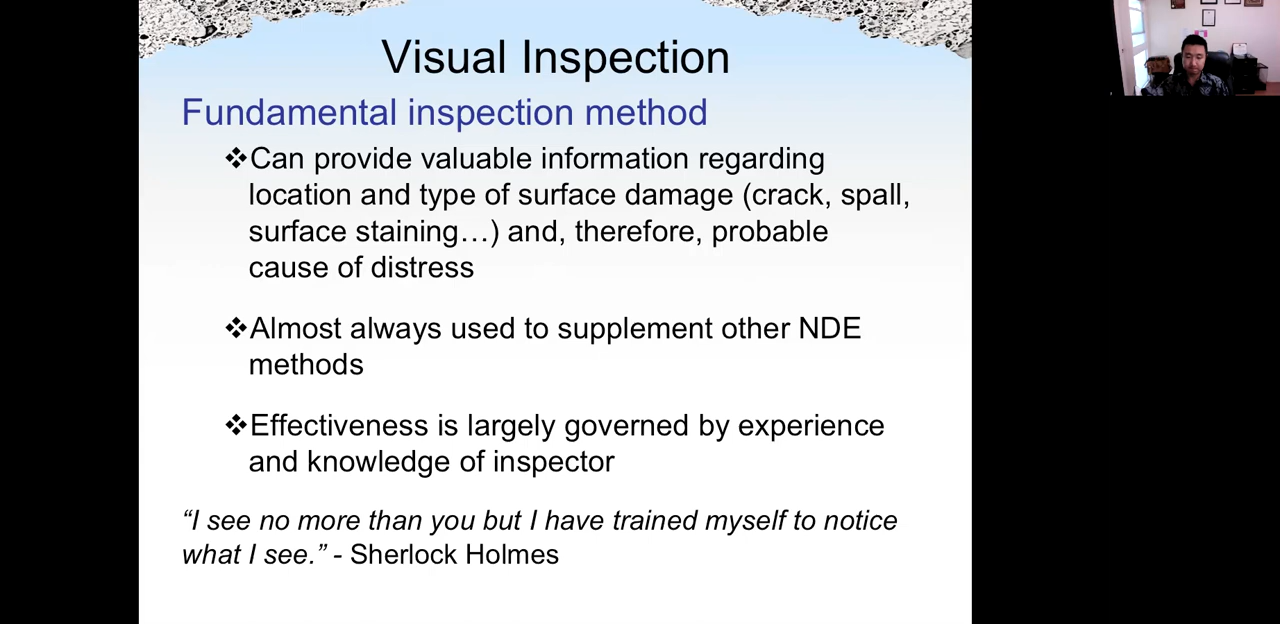 Visual Inspection
Fundamental inspection method
❖Can provide valuable information regarding
location and type of surface damage (crack, spall,
surface staining…) and, therefore, probable
cause of distress
❖Almost always used to supplement other NDE
methods
❖Effectiveness is largely governed by experience
and knowledge of inspector
“I see no more than you but I have trained myself to notice
what I see.” - Sherlock Holmes